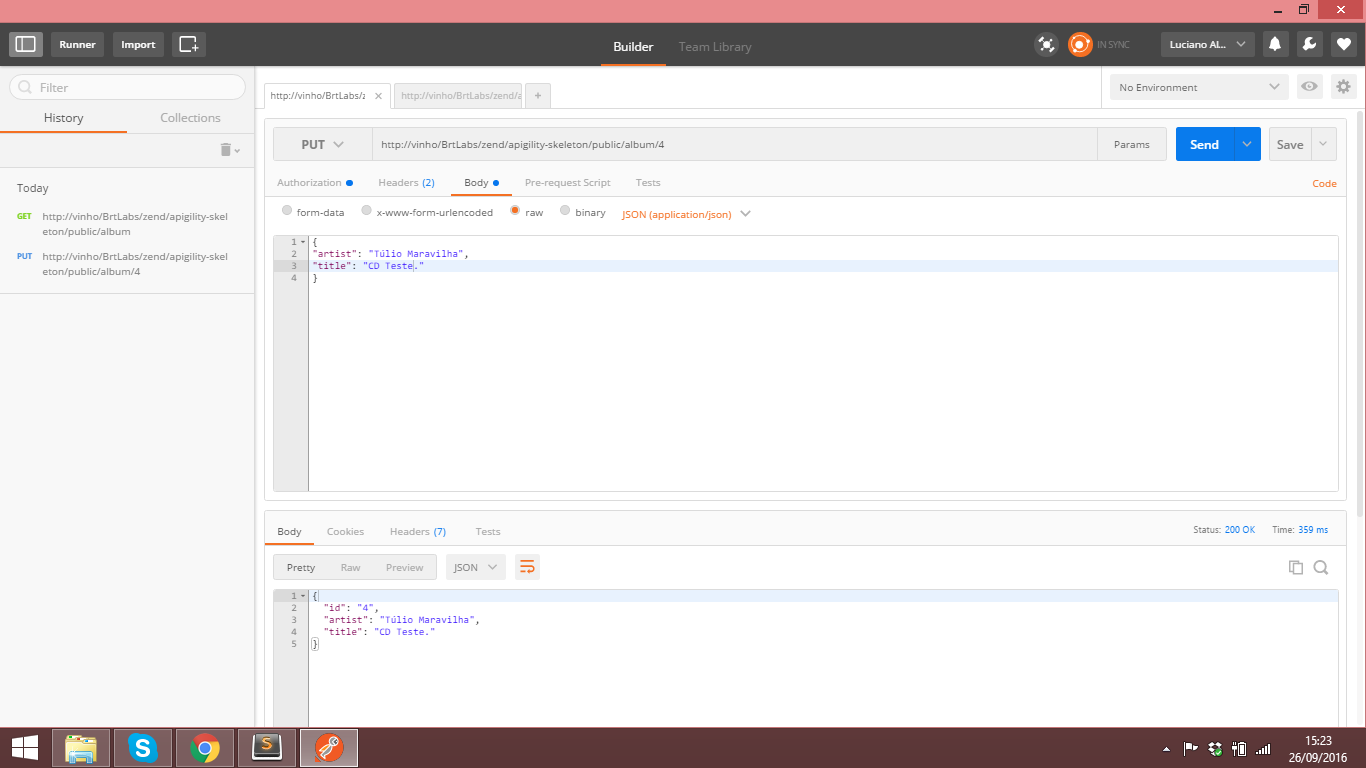 Runner
Import
Builder
Team Library
IN SYNC
Luciano Al...
Filter
History
Collections
Today
GET http://vinho/BrtLabs/zend/apigility-skel
eton/public/album
PUT http://vinho/BrtLabs/zend/apigility-skel
eton/public/album/4
http://vinho/BrtLabs/z
http://vinho/BrtLabs/zend/a
+
No Environment
PUT
http://vinho/BrtLabs/zend/apigility-skeleton/public/album/4
Params
Send
Save
Authorization
Headers (2)
Body
Pre-request Script
Tests
Code
form-data
x-www-form-urlencoded
raw
binary
JSON (application/json)
1 {
2 "artist": "Túlio Maravilha",
3 "title": "CD Teste."
4 }
Body
Cookies
Headers (7)
Tests
Status: 200 OK
Time: 359 ms
Pretty
Raw
Preview
JSON
1 {
2 "id": "4",
3 "artist": "Túlio Maravilha",
4 "title": "CD Teste."
5 }
15:23
26/09/2016